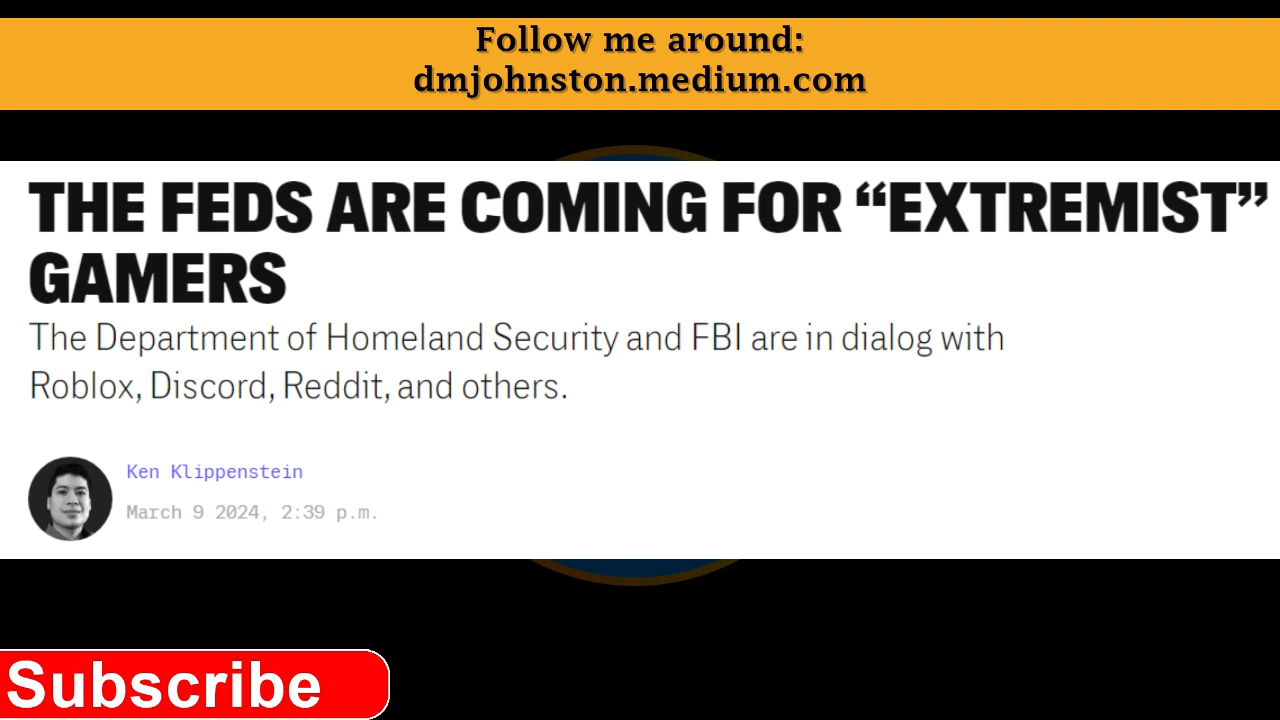 Follow me around:
dmjohnston.medium.com
THE FEDS ARE COMING FOR “EXTREMIST”
GAMERS
The Department of Homeland Security and FBI are in dialog with
Roblox, Discord, Reddit, and others.
Ken Klippenstein
March 9 2024, 2:39 p.m.
Subscribe